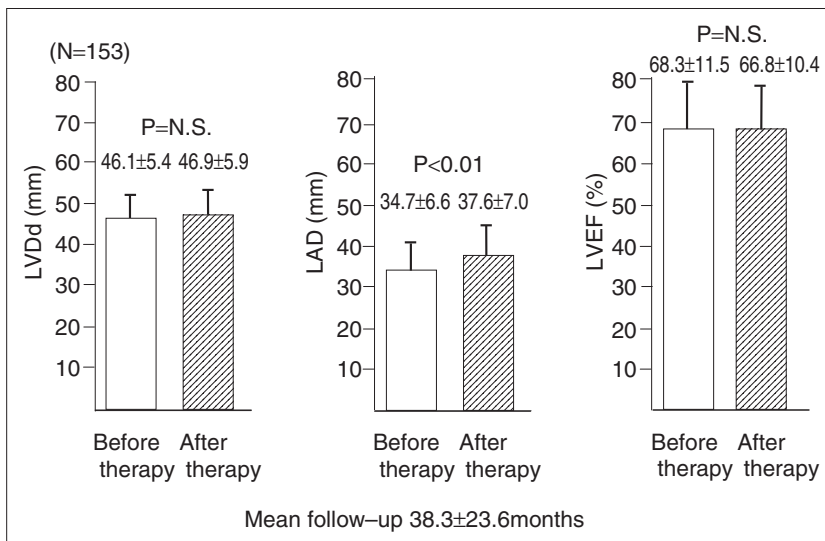 (N=153)
P=N.S.
46.1±5.4 46.9±5.9
LVDd (mm)
80
70
60
50
40
30
20
10
Before therapy
After therapy
P<0.01
34.7±6.6 37.6±7.0
LAD (mm)
80
70
60
50
40
30
20
10
Before therapy
After therapy
P=N.S.
68.3±11.5 66.8±10.4
LVEF (%)
80
70
60
50
40
30
20
10
Before therapy
After therapy
Mean follow–up 38.3±23.6months